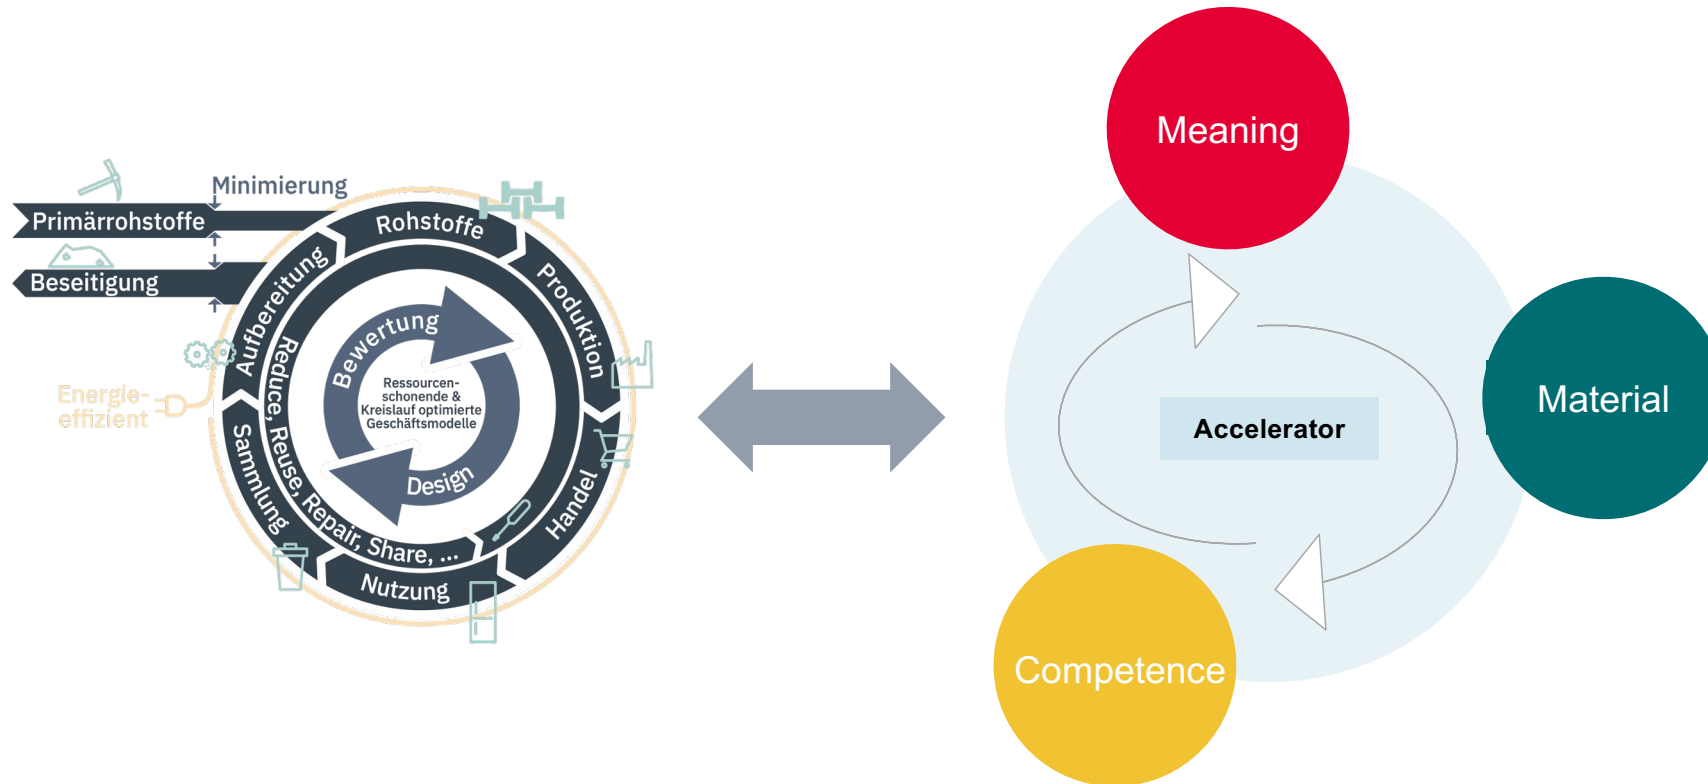 Minimierung
Primärrohstoffe
Beseitigung
Energie-
effizient
Rohstoffe
Produktion
Handel
Nutzung
Sammlung
Aufbereitung
Reduce, Reuse, Repair, Share, ...
Bewertung
Design
Ressourcen-
schonende &
Kreislauf optimierte
Geschäftsmodelle
Meaning
Material
Accelerator
Competence